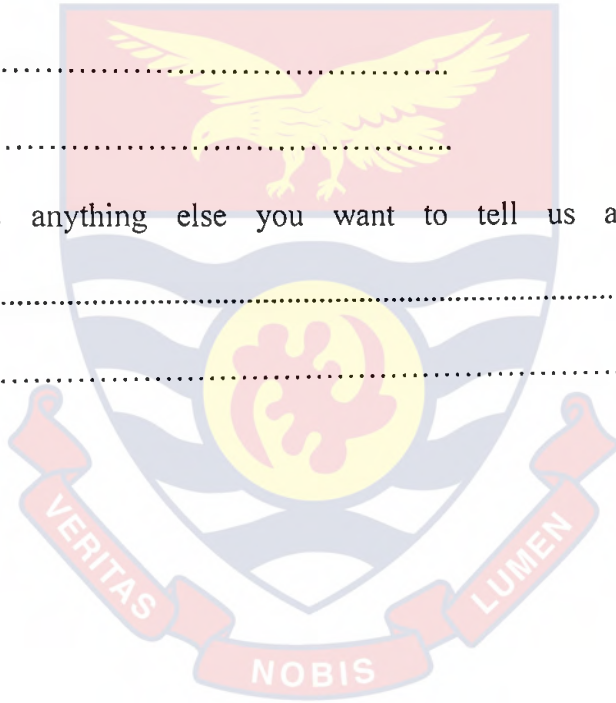 ........................................................
........................................................
anything else you want to tell us
................................................................................
................................................................................
VERITAS
NOBIS
LUMEN